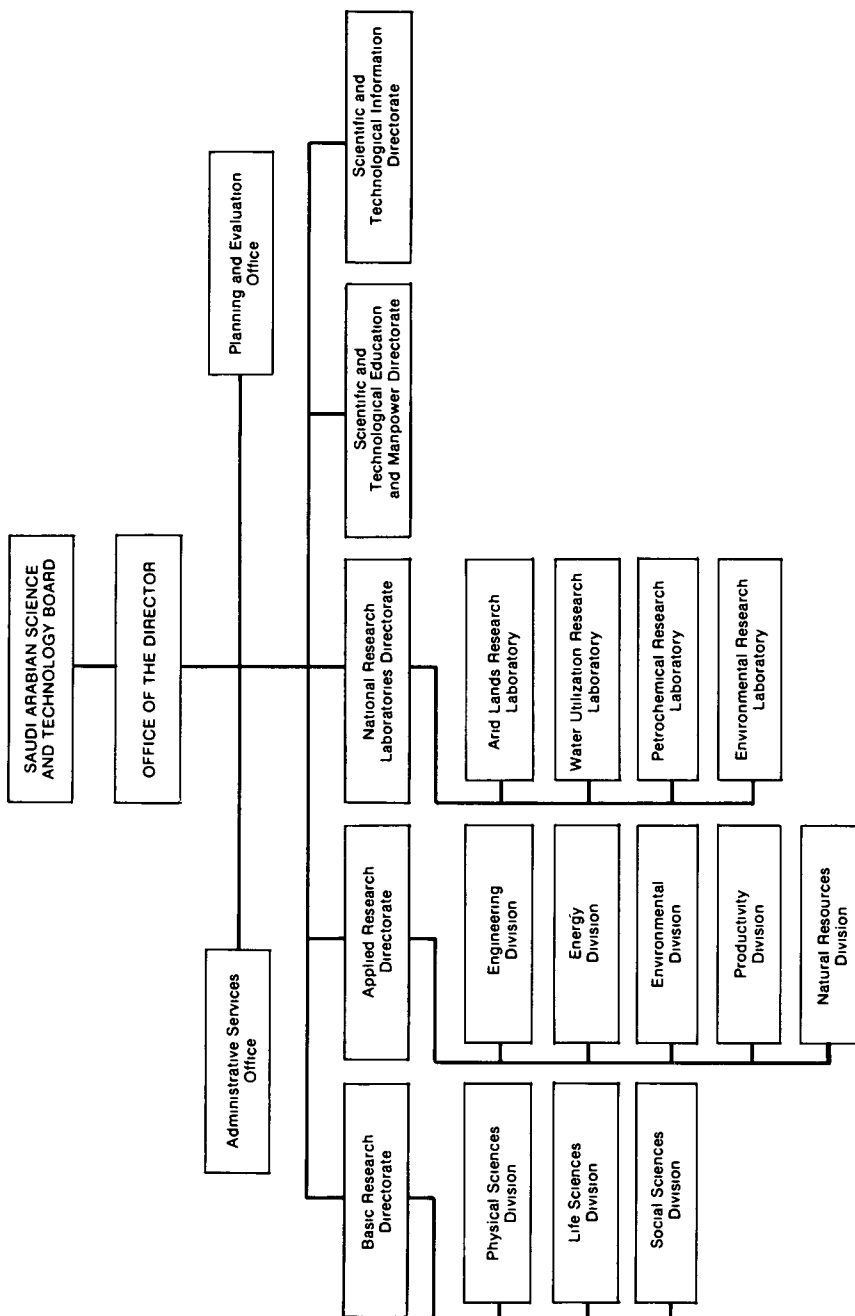 SAUDI ARABIAN SCIENCE
AND TECHNOLOGY BOARD
OFFICE OF THE DIRECTOR
Administrative Services
Office
Planning and Evaluation
Office
Basic Research
Directorate
Applied Research
Directorate
National Research
Laboratories Directorate
Scientific and
Technological Education
and Manpower Directorate
Scientific and
Technological Information
Directorate
Physical Sciences
Division
Life Sciences
Division
Social Sciences
Division
Engineering
Division
Energy
Division
Environmental
Division
Productivity
Division
Natural Resources
Division
Arid Lands Research
Laboratory
Water Utilization Research
Laboratory
Petrochemical Research
Laboratory
Environmental Research
Laboratory